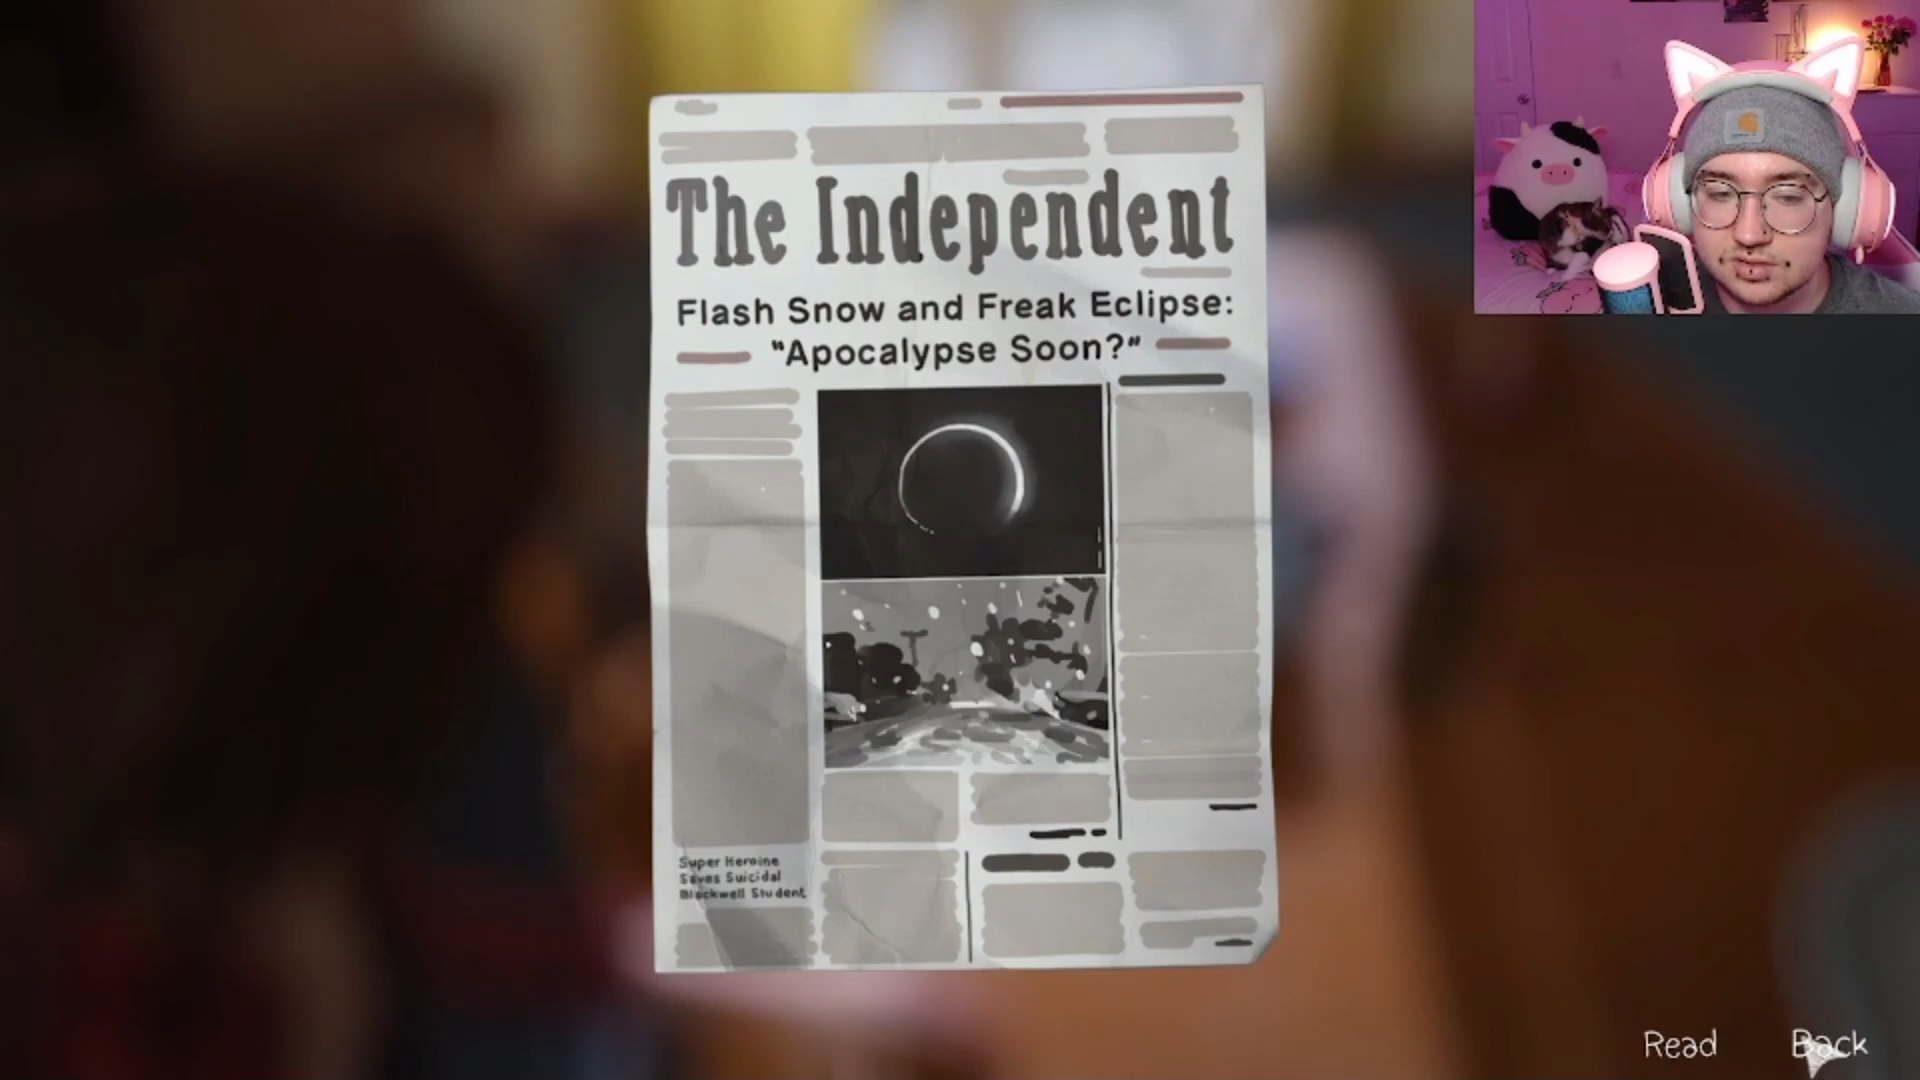 The Independent
Flash Snow and Freak Eclipse:
"Apocalypse Soon?"
Super Heroine
Saves Suicidal
Blackwell Student
Read
Back